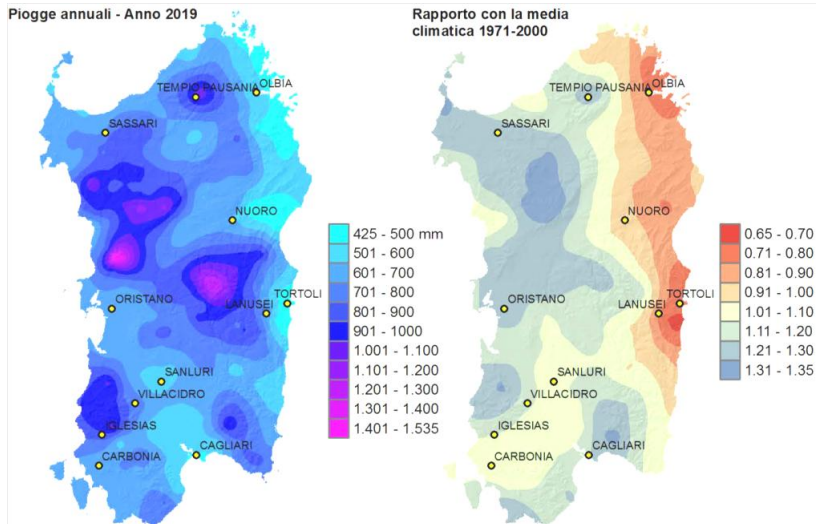 Piogge annuali - Anno 2019
TEMPIO PAUSANIA
OLBIA
SASSARI
NUORO
ORISTANO
TORTOLI
LANUSEI
SANLURI
VILLACIDRO
IGLESIAS
CARBONIA
CAGLIARI
425 - 500 mm
501 - 600
601 - 700
701 - 800
801 - 900
901 - 1000
1.001 - 1.100
1.101 - 1.200
1.201 - 1.300
1.301 - 1.400
1.401 - 1.535
Rapporto con la media
climatica 1971-2000
TEMPIO PAUSANIA
OLBIA
SASSARI
NUORO
ORISTANO
TORTOLI
LANUSEI
SANLURI
VILLACIDRO
IGLESIAS
CARBONIA
CAGLIARI
0.65 - 0.70
0.71 - 0.80
0.81 - 0.90
0.91 - 1.00
1.01 - 1.10
1.11 - 1.20
1.21 - 1.30
1.31 - 1.35